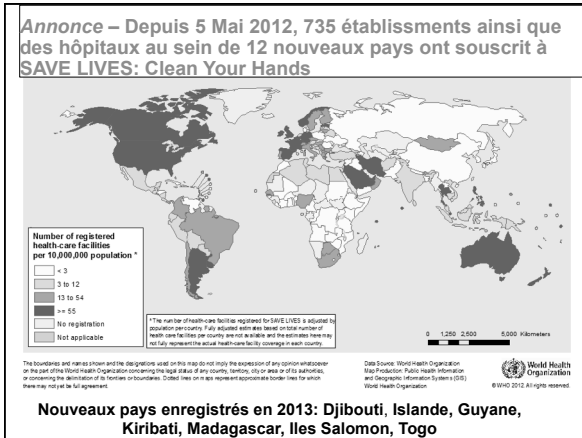 Annonce – Depuis 5 Mai 2012, 735 établissements ainsi que
des hôpitaux au sein de 12 nouveaux pays ont souscrit à
SAVE LIVES: Clean Your Hands
Number of registered
health-care facilities
per 10,000,000 population *
< 3
3 to 12
13 to 54
>= 55
No registration
Not applicable
* The number of health-care facilities registered for SAVE LIVES is adjusted by
population per country. Fully adjusted estimates based on total number of
health care facilities per country are not available and the estimates here may
not fully represent the actual health-care facility coverage in each country.
0 1,250 2,500 5,000 Kilometers
The boundaries and names shown and the designations used on this map do not imply the expression of any opinion whatsoever
on the part of the World Health Organization concerning the legal status of any country, territory, city or area or of its authorities,
or concerning the delimitation of its frontiers or boundaries. Dotted lines on maps represent approximate border lines for which
there may not yet be full agreement.
Data Source: World Health Organization
Map Production: Public Health Information
and Geographic Information Systems (GIS)
World Health Organization
World Health
Organization
© WHO 2012. All rights reserved.
Nouveaux pays enregistrés en 2013: Djibouti, Islande, Guyane,
Kiribati, Madagascar, Iles Salomon, Togo